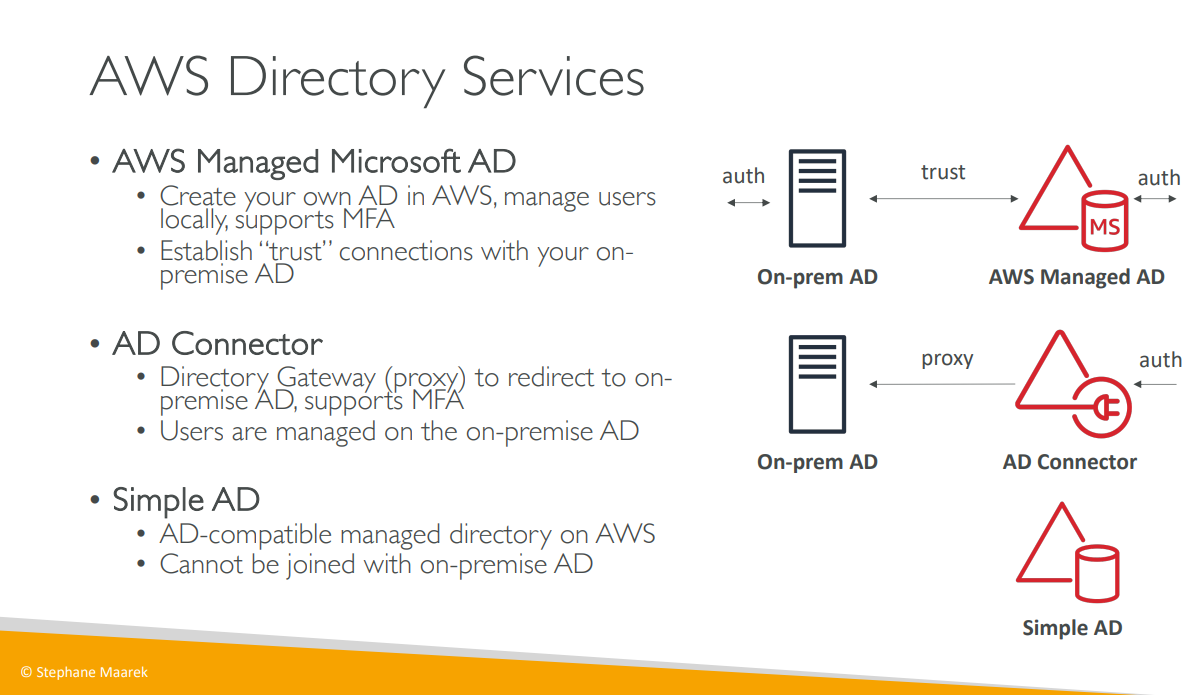 AWS Directory Services
• AWS Managed Microsoft AD
• Create your own AD in AWS, manage users
locally, supports MFA
• Establish “trust” connections with your on-
premise AD
• AD Connector
• Directory Gateway (proxy) to redirect to on-
premise AD, supports MFA
• Users are managed on the on-premise AD
• Simple AD
• AD-compatible managed directory on AWS
• Cannot be joined with on-premise AD
auth
trust
auth
MS
On-prem AD
AWS Managed AD
proxy
auth
On-prem AD
AD Connector
Simple AD
© Stephane Maarek